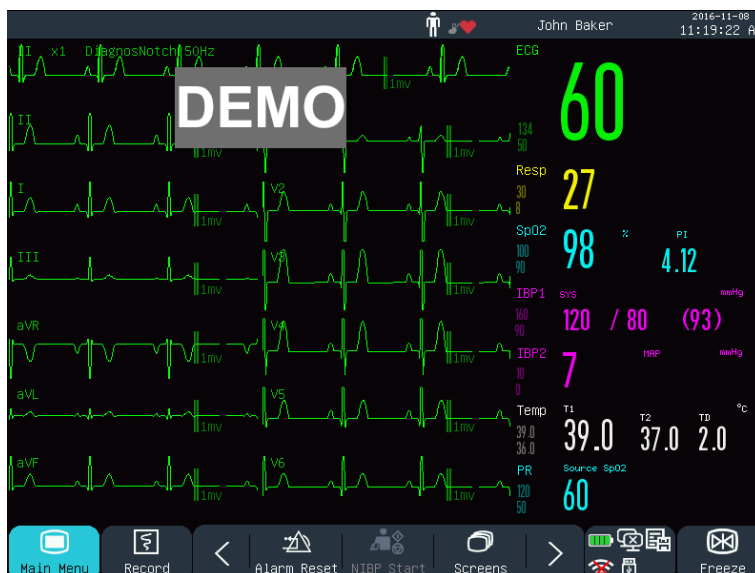 2016-11-08
John Baker
11:19:22 A
II x1 DiagnosNotch 50Hz
1mv
DEMO
ECG
60
134
50
II
1mv
1mv
Resp
27
30
8
I
1mv
V2
1mv
SpO2
98
%
PI
4.12
100
90
III
1mv
V3
1mv
IBP1
SYS
mmHg
160
90
120 / 80 (93)
aVR
1mv
V4
1mv
IBP2
MAP
mmHg
10
0
7
aVL
1mv
V5
1mv
Temp
T1
T2
TD
°C
39.0
36.0
39.0
37.0
2.0
aVF
1mv
V6
1mv
PR
Source SpO2
120
50
60
Main Menu
Record
Alarm Reset
NIBP Start
Screens
Freeze